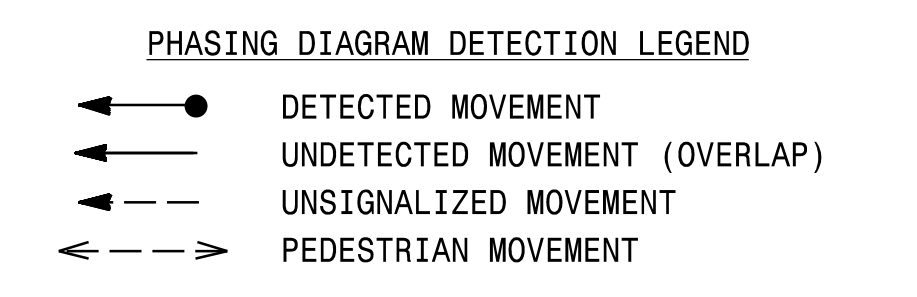 PHASING DIAGRAM DETECTION LEGEND
DETECTED MOVEMENT
UNDETECTED MOVEMENT (OVERLAP)
UNSIGNALIZED MOVEMENT
PEDESTRIAN MOVEMENT